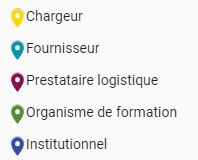 Chargeur
Fournisseur
Prestataire logistique
Organisme de formation
Institutionnel